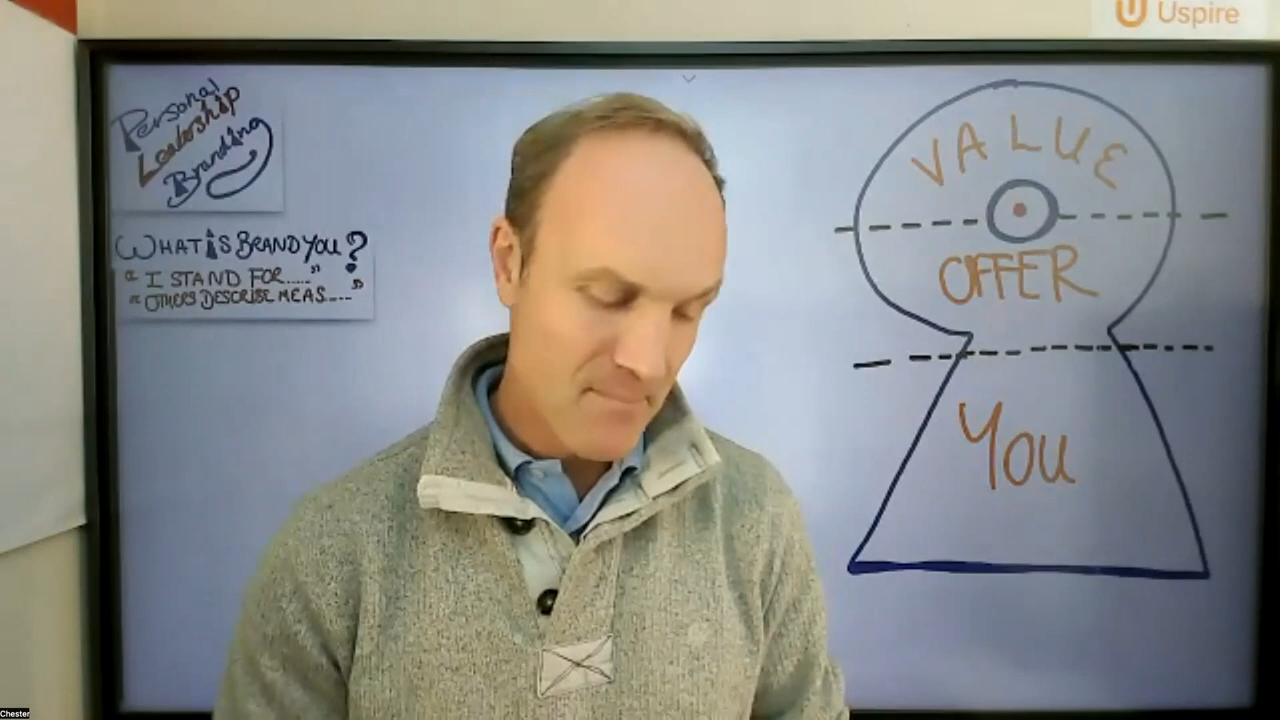 Uspire
Personal
Leadership
Branding
WHAT IS BRAND YOU?
"I STAND FOR....."
"OTHERS DESCRIBE ME AS....."
VALUE
OFFER
You
Chester